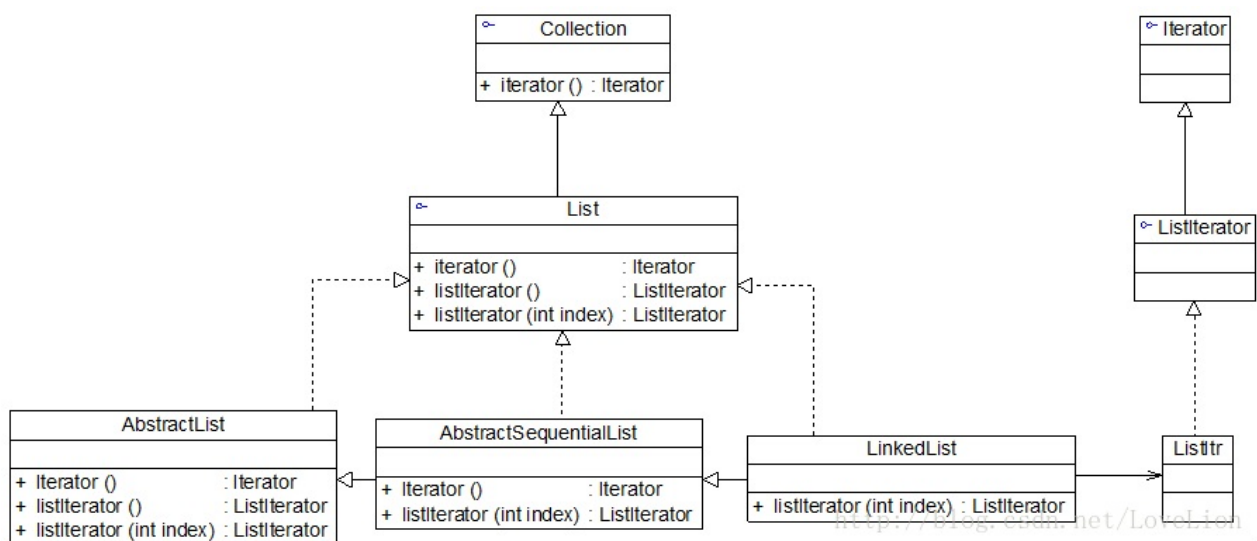 Collection
+ iterator () : Iterator
Iterator
List
+ iterator () : Iterator
+ listIterator () : ListIterator
+ listIterator (int index) : ListIterator
ListIterator
AbstractList
+ Iterator () : Iterator
+ listIterator () : ListIterator
+ listIterator (int index) : ListIterator
AbstractSequentialList
+ Iterator () : Iterator
+ listIterator (int index) : ListIterator
LinkedList
+ listIterator (int index) : ListIterator
ListItr
http://blog.csdn.net/LoveLion